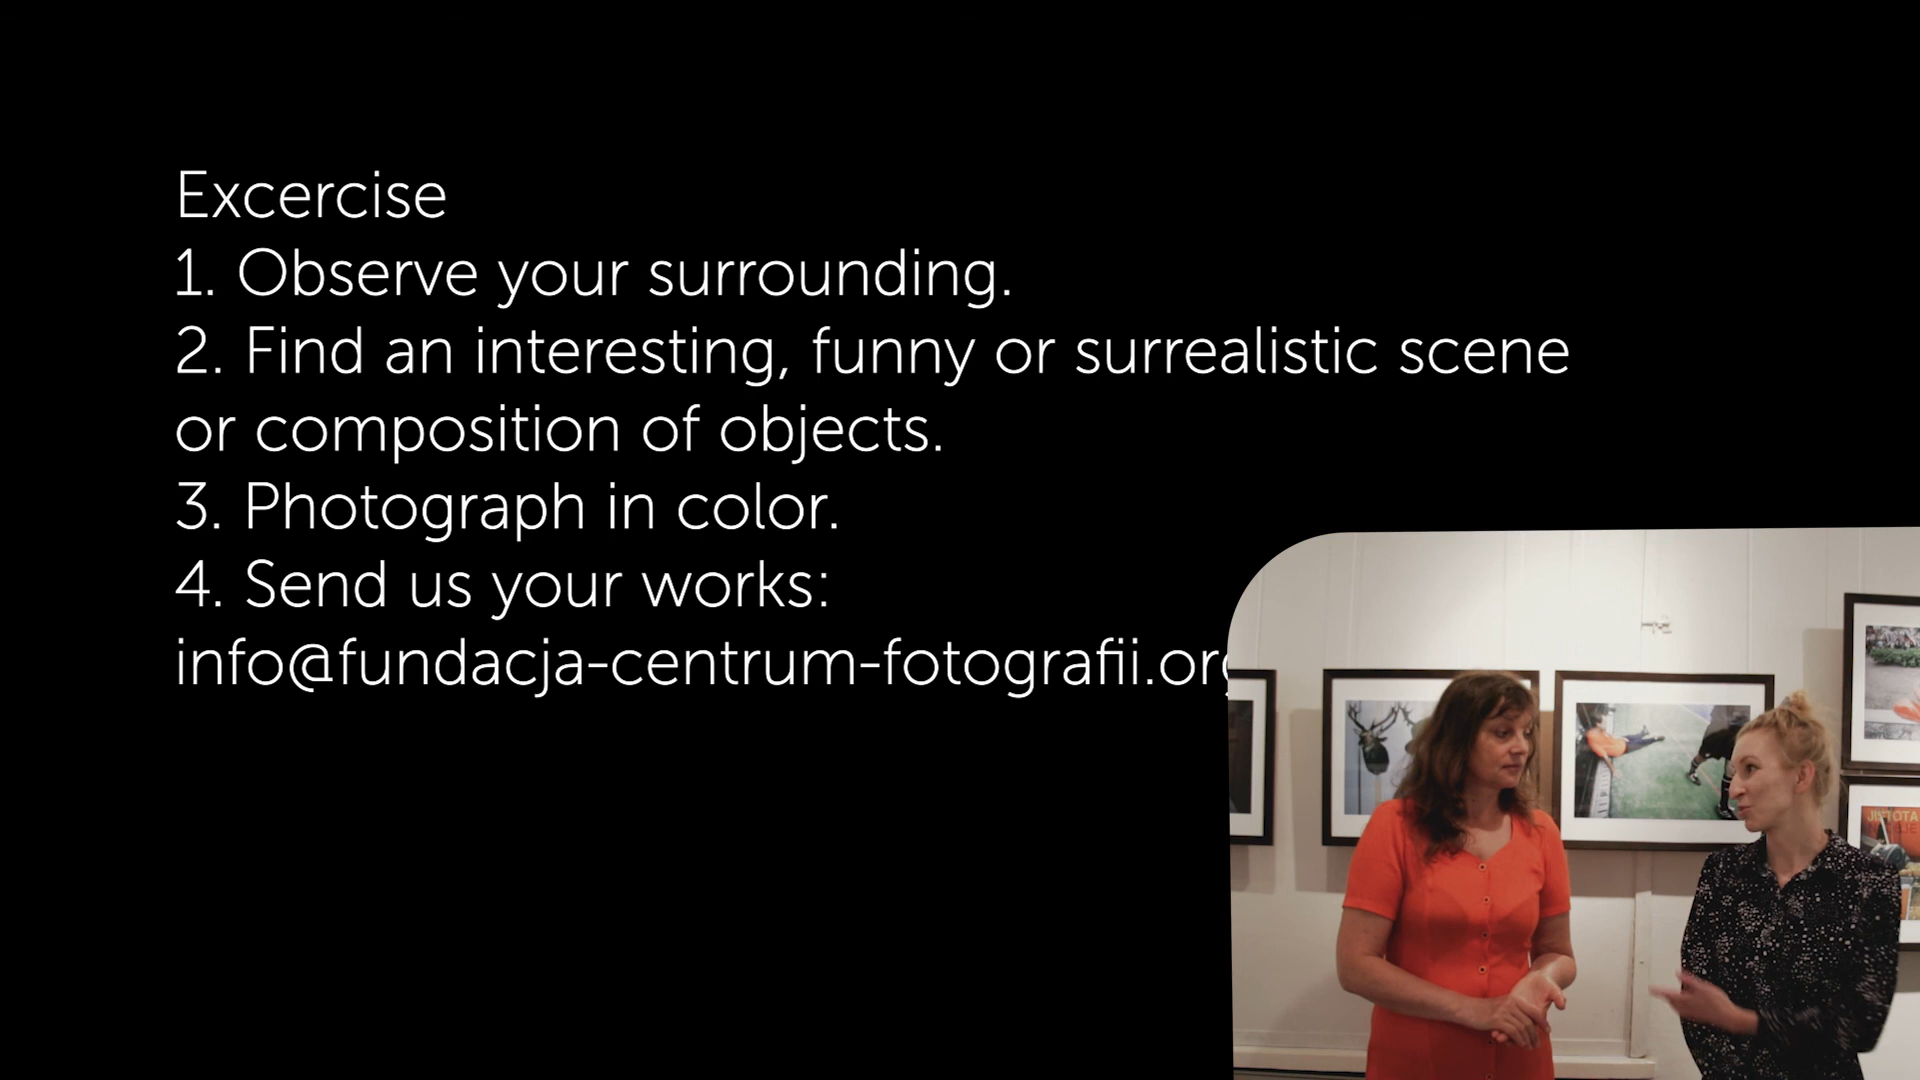 Excercise
1. Observe your surrounding.
2. Find an interesting, funny or surrealistic scene
or composition of objects.
3. Photograph in color.
4. Send us your works:
info@fundacja-centrum-fotografii.org